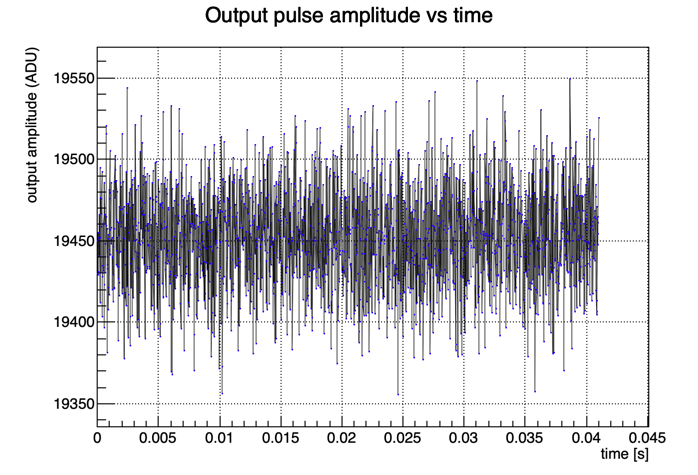 Output pulse amplitude vs time
output amplitude (ADU)
19550
19500
19450
19400
19350
0 0.005 0.01 0.015 0.02 0.025 0.03 0.035 0.04 0.045
time [s]